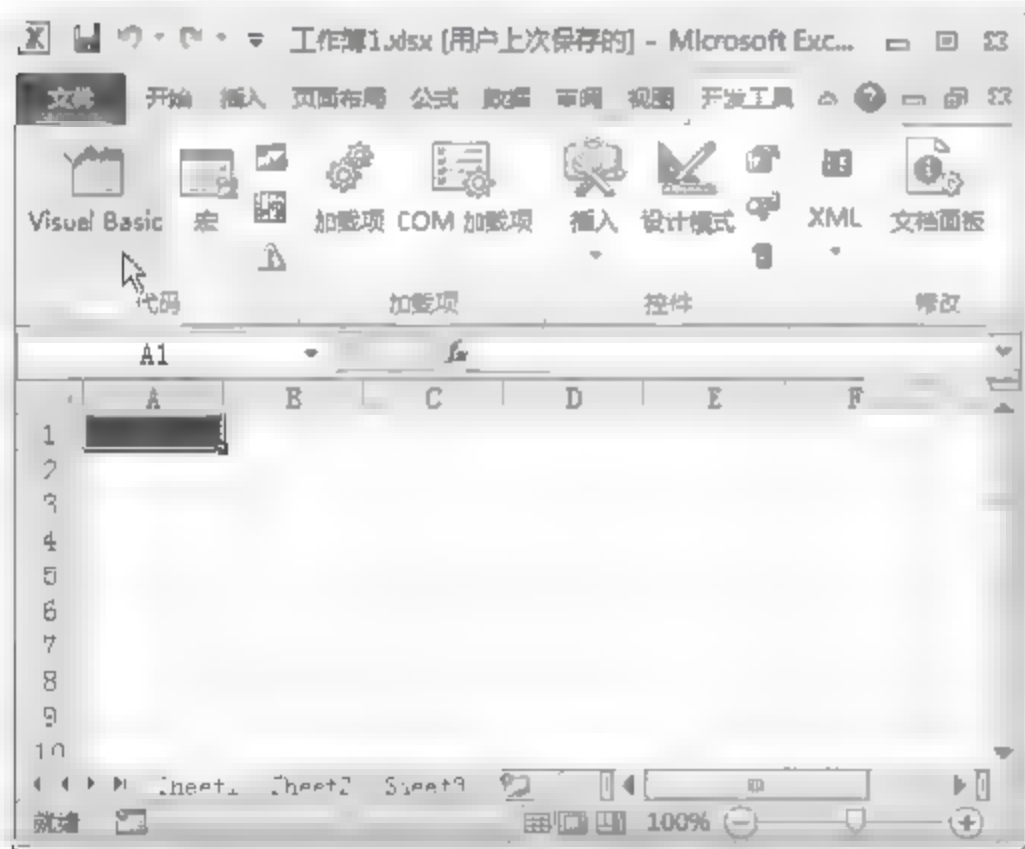 工作簿1.xlsx [用户上次保存的] - Microsoft Exc...
文件 开始 插入 页面布局 公式 数据 审阅 视图 开发工具
Visual Basic 宏 加载项 COM 加载项 插入 设计模式 XML 文档面板
代码 加载项 控件 修改
A1 fx
A B C D E F
1
2
3
4
5
6
7
8
9
10
Sheet1 Sheet2 Sheet3
就绪 100%